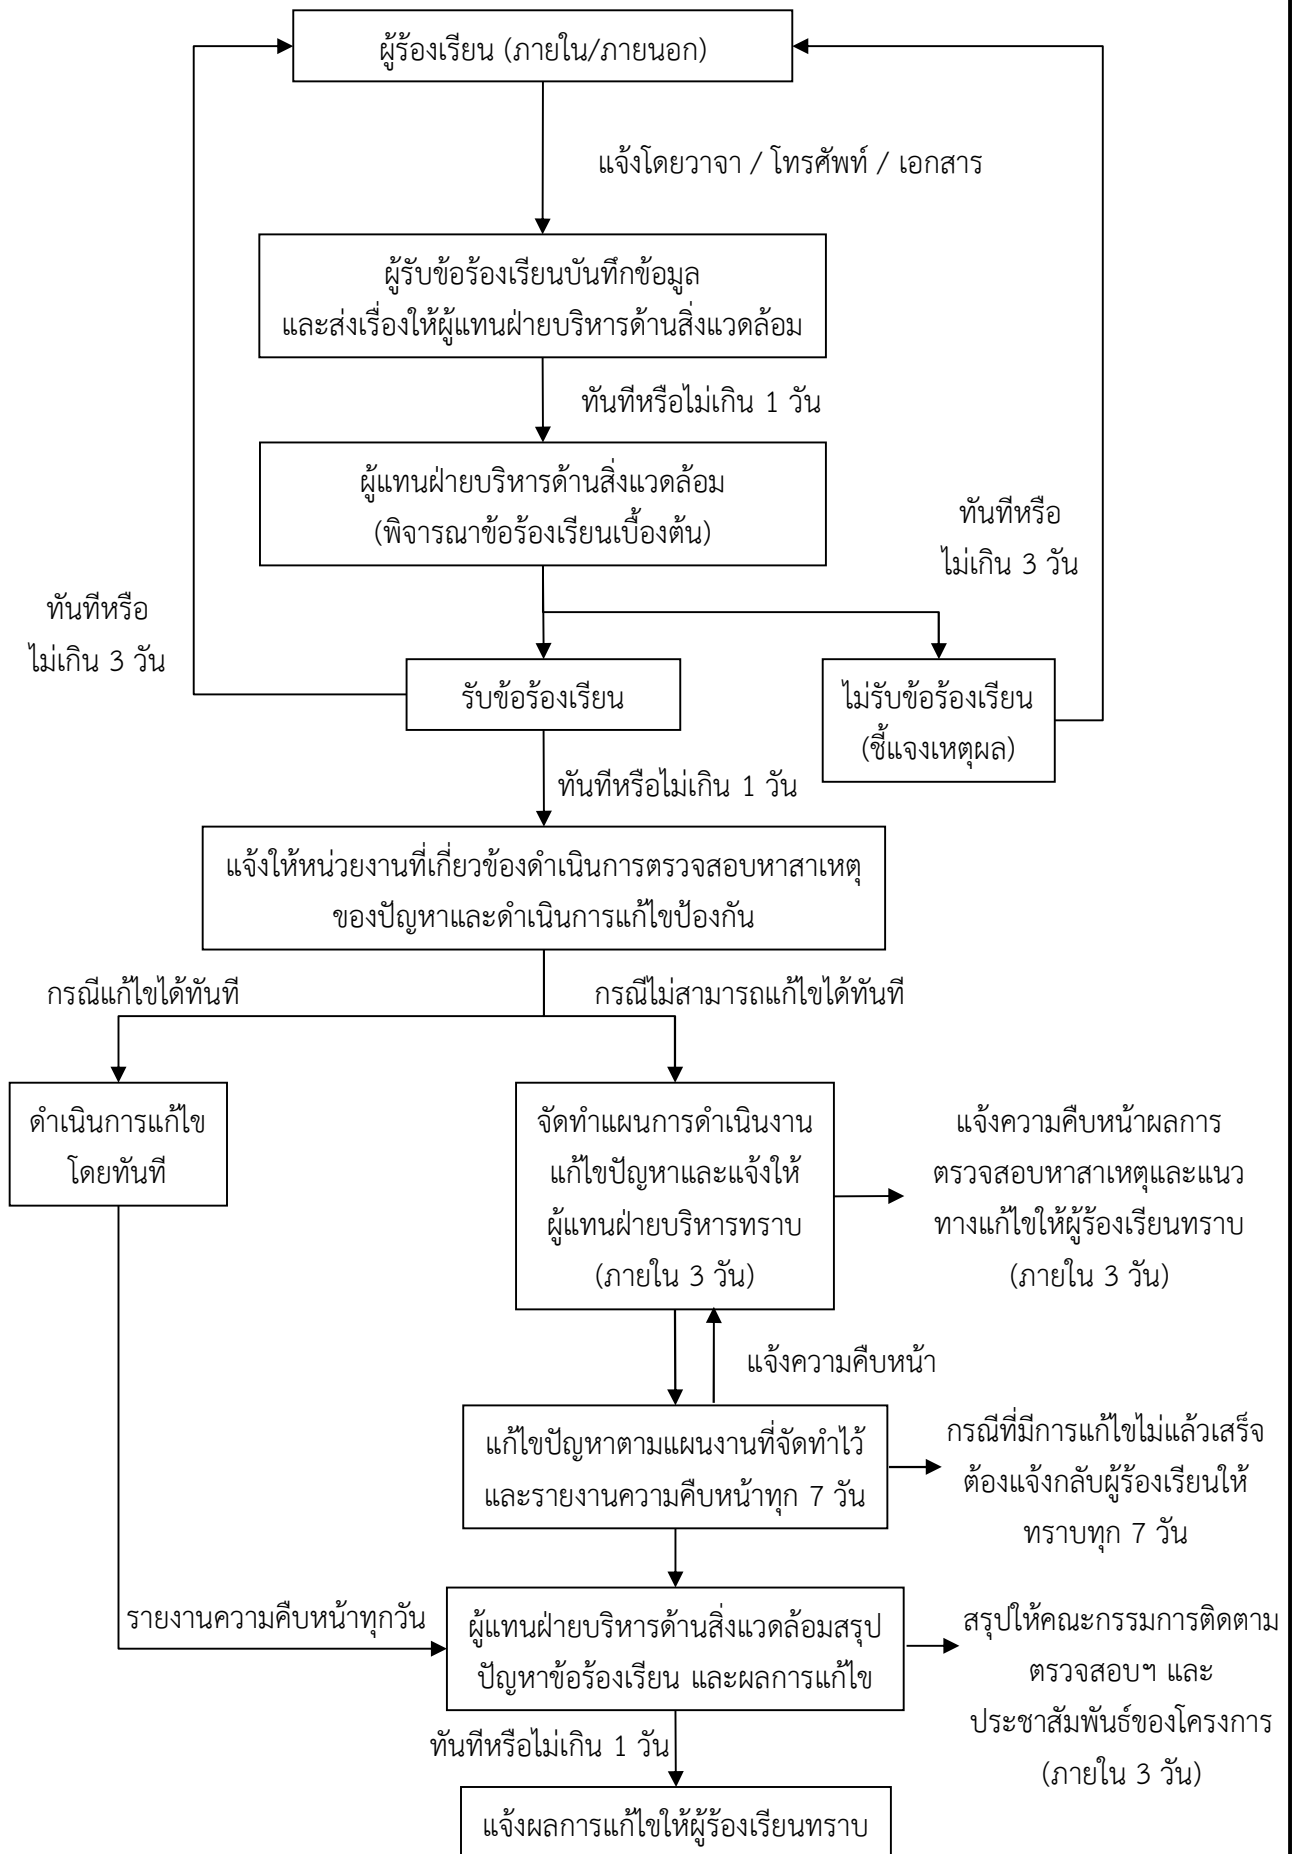 ผู้ร้องเรียน (ภายใน/ภายนอก)
แจ้งโดยวาจา / โทรศัพท์ / เอกสาร
ผู้รับข้อร้องเรียนบันทึกข้อมูล
และส่งเรื่องให้ผู้แทนฝ่ายบริหารด้านสิ่งแวดล้อม
ทันทีหรือไม่เกิน 1 วัน
ผู้แทนฝ่ายบริหารด้านสิ่งแวดล้อม
(พิจารณาข้อร้องเรียนเบื้องต้น)
ทันทีหรือ
ไม่เกิน 3 วัน
ทันทีหรือ
ไม่เกิน 3 วัน
รับข้อร้องเรียน
ไม่รับข้อร้องเรียน
(ชี้แจงเหตุผล)
ทันทีหรือไม่เกิน 1 วัน
แจ้งให้หน่วยงานที่เกี่ยวข้องดำเนินการตรวจสอบหาสาเหตุ
ของปัญหาและดำเนินการแก้ไขป้องกัน
กรณีแก้ไขได้ทันที
กรณีไม่สามารถแก้ไขได้ทันที
ดำเนินการแก้ไข
โดยทันที
จัดทำแผนการดำเนินงาน
แก้ไขปัญหาและแจ้งให้
ผู้แทนฝ่ายบริหารทราบ
(ภายใน 3 วัน)
แจ้งความคืบหน้าผลการ
ตรวจสอบหาสาเหตุและแนว
ทางแก้ไขให้ผู้ร้องเรียนทราบ
(ภายใน 3 วัน)
แจ้งความคืบหน้า
แก้ไขปัญหาตามแผนงานที่จัดทำไว้
และรายงานความคืบหน้าทุก 7 วัน
กรณีที่มีการแก้ไขไม่แล้วเสร็จ
ต้องแจ้งกลับผู้ร้องเรียนให้
ทราบทุก 7 วัน
รายงานความคืบหน้าทุกวัน
ผู้แทนฝ่ายบริหารด้านสิ่งแวดล้อมสรุป
ปัญหาข้อร้องเรียน และผลการแก้ไข
สรุปให้คณะกรรมการติดตาม
ตรวจสอบฯ และ
ประชาสัมพันธ์ของโครงการ
(ภายใน 3 วัน)
ทันทีหรือไม่เกิน 1 วัน
แจ้งผลการแก้ไขให้ผู้ร้องเรียนทราบ